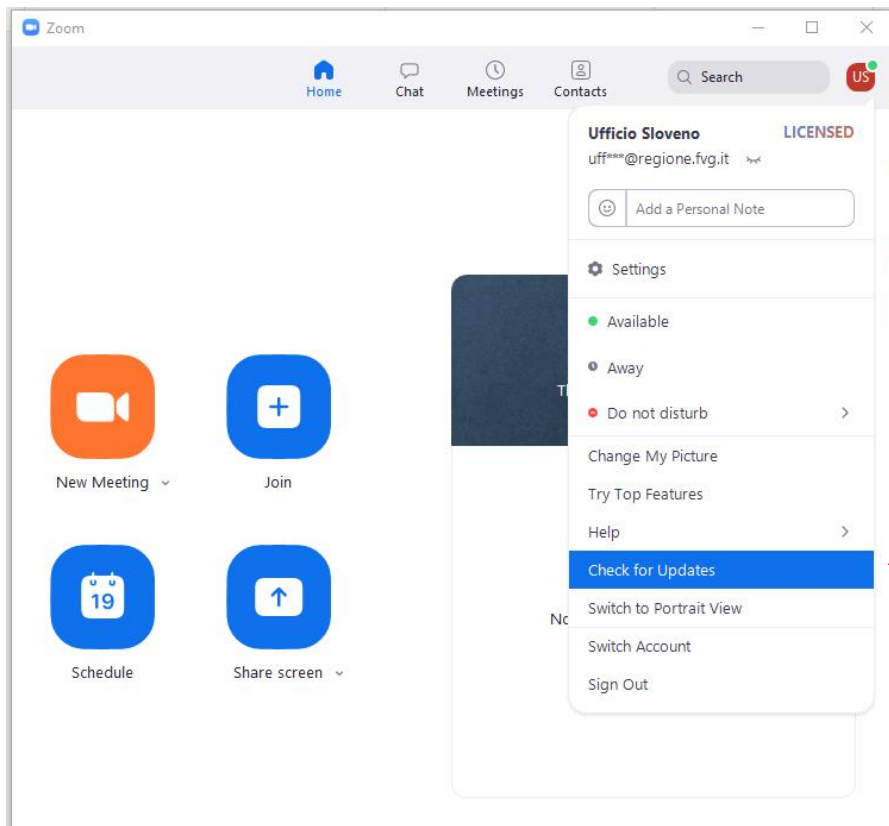 Zoom
Home
Chat
Meetings
Contacts
Search
US
Ufficio Sloveno
LICENSED
uff***@regione.fvg.it
Add a Personal Note
Settings
Available
Away
Do not disturb
Change My Picture
Try Top Features
Help
Check for Updates
Switch to Portrait View
Switch Account
Sign Out
New Meeting
Join
19
Schedule
Share screen